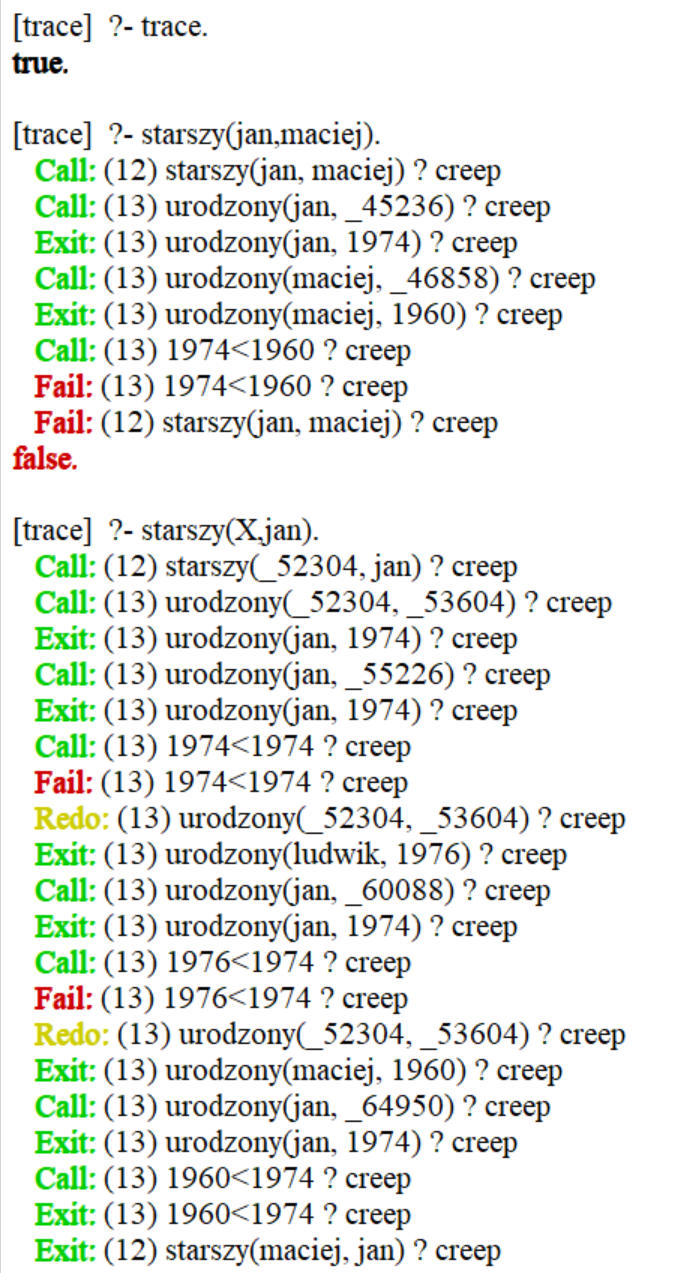 [trace]  ?- trace.
true.
[trace]  ?- starszy(jan,maciej).
Call: (12) starszy(jan, maciej) ? creep
Call: (13) urodzony(jan, _45236) ? creep
Exit: (13) urodzony(jan, 1974) ? creep
Call: (13) urodzony(maciej, _46858) ? creep
Exit: (13) urodzony(maciej, 1960) ? creep
Call: (13) 1974<1960 ? creep
Fail: (13) 1974<1960 ? creep
Fail: (12) starszy(jan, maciej) ? creep
false.
[trace]  ?- starszy(X,jan).
Call: (12) starszy(_52304, jan) ? creep
Call: (13) urodzony(_52304, _53604) ? creep
Exit: (13) urodzony(jan, 1974) ? creep
Call: (13) urodzony(jan, _55226) ? creep
Exit: (13) urodzony(jan, 1974) ? creep
Call: (13) 1974<1974 ? creep
Fail: (13) 1974<1974 ? creep
Redo: (13) urodzony(_52304, _53604) ? creep
Exit: (13) urodzony(ludwik, 1976) ? creep
Call: (13) urodzony(jan, _60088) ? creep
Exit: (13) urodzony(jan, 1974) ? creep
Call: (13) 1976<1974 ? creep
Fail: (13) 1976<1974 ? creep
Redo: (13) urodzony(_52304, _53604) ? creep
Exit: (13) urodzony(maciej, 1960) ? creep
Call: (13) urodzony(jan, _64950) ? creep
Exit: (13) urodzony(jan, 1974) ? creep
Call: (13) 1960<1974 ? creep
Exit: (13) 1960<1974 ? creep
Exit: (12) starszy(maciej, jan) ? creep